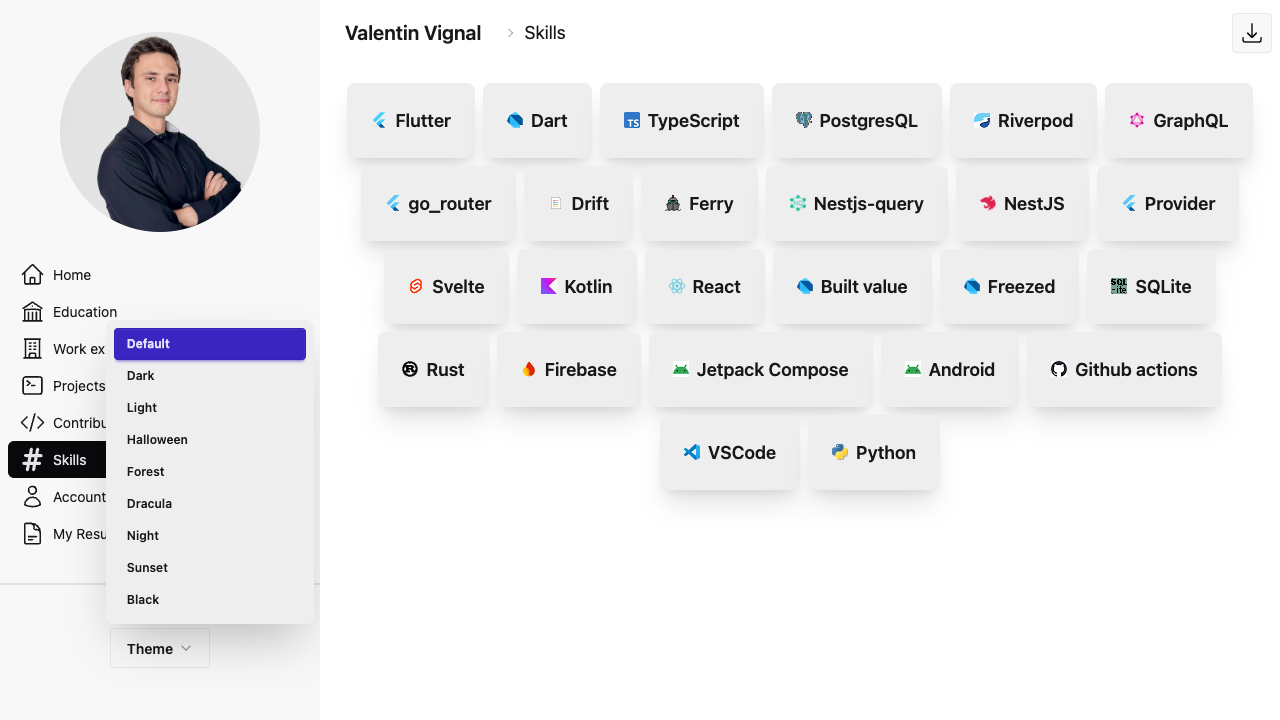 Valentin Vignal
Skills
Home
Education
Work ex
Projects
Contribu
Skills
Account
My Resu
Default
Dark
Light
Halloween
Forest
Dracula
Night
Sunset
Black
Theme
Flutter
Dart
TS TypeScript
PostgresQL
Riverpod
GraphQL
go_router
Drift
Ferry
Nestjs-query
NestJS
Provider
Svelte
Kotlin
React
Built value
Freezed
SQLite
Rust
Firebase
Jetpack Compose
Android
Github actions
VSCode
Python